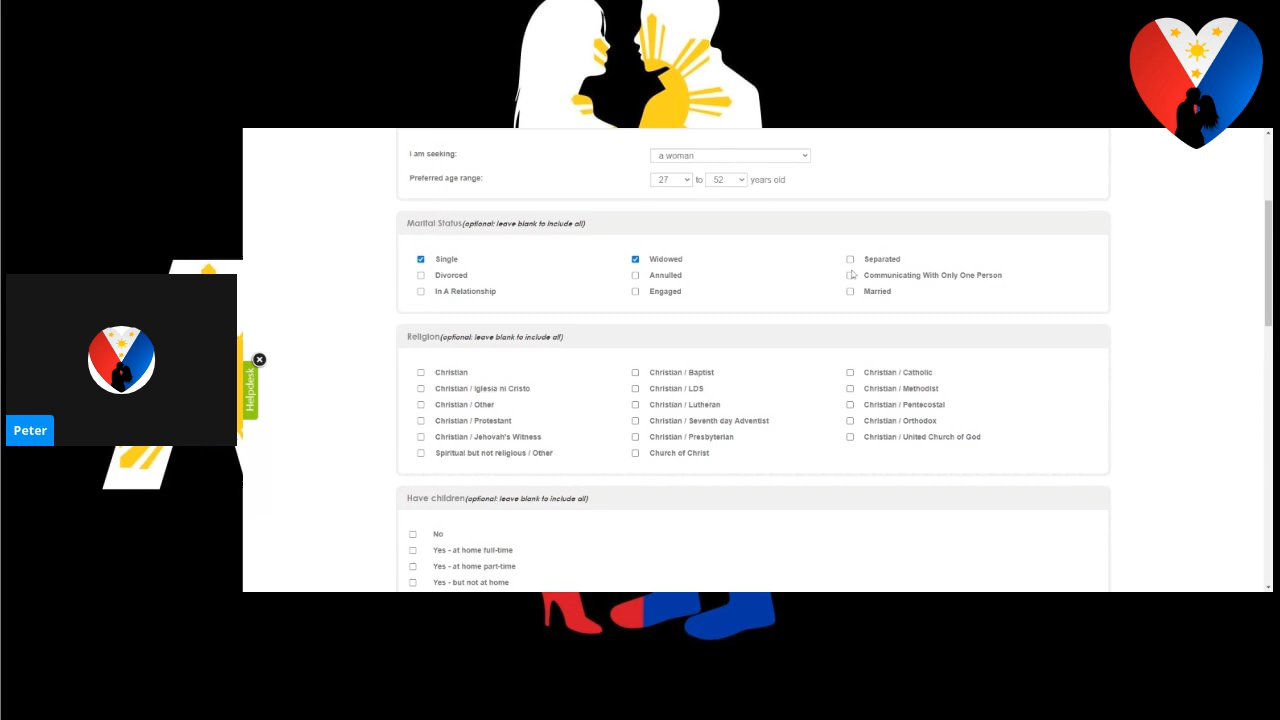 I am seeking:
a woman
Preferred age range:
27 to 52 years old
Marital Status(optional: leave blank to include all)
Single Widowed Separated
Divorced Annulled Communicating With Only One Person
In A Relationship Engaged Married
Religion(optional: leave blank to include all)
Christian Christian / Baptist Christian / Catholic
Christian / Iglesia ni Cristo Christian / LDS Christian / Methodist
Christian / Other Christian / Lutheran Christian / Pentecostal
Christian / Protestant Christian / Seventh day Adventist Christian / Orthodox
Christian / Jehovah's Witness Christian / Presbyterian Christian / United Church of God
Spiritual but not religious / Other Church of Christ
Have children(optional: leave blank to include all)
No
Yes - at home full-time
Yes - at home part-time
Yes - but not at home
Helpdesk
Peter